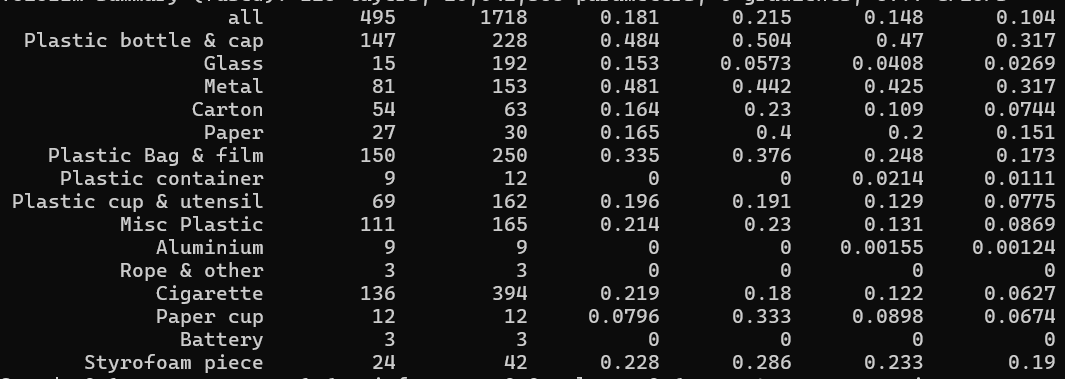 all 495 1718 0.181 0.215 0.148 0.104
Plastic bottle & cap 147 228 0.484 0.504 0.47 0.317
Glass 15 192 0.153 0.0573 0.0408 0.0269
Metal 81 153 0.481 0.442 0.425 0.317
Carton 54 63 0.164 0.23 0.109 0.0744
Paper 27 30 0.165 0.4 0.2 0.151
Plastic Bag & film 150 250 0.335 0.376 0.248 0.173
Plastic container 9 12 0 0 0.0214 0.0111
Plastic cup & utensil 69 162 0.196 0.191 0.129 0.0775
Misc Plastic 111 165 0.214 0.23 0.131 0.0869
Aluminium 9 9 0 0 0.00155 0.00124
Rope & other 3 3 0 0 0 0
Cigarette 136 394 0.219 0.18 0.122 0.0627
Paper cup 12 12 0.0796 0.333 0.0898 0.0674
Battery 3 3 0 0 0 0
Styrofoam piece 24 42 0.228 0.286 0.233 0.19